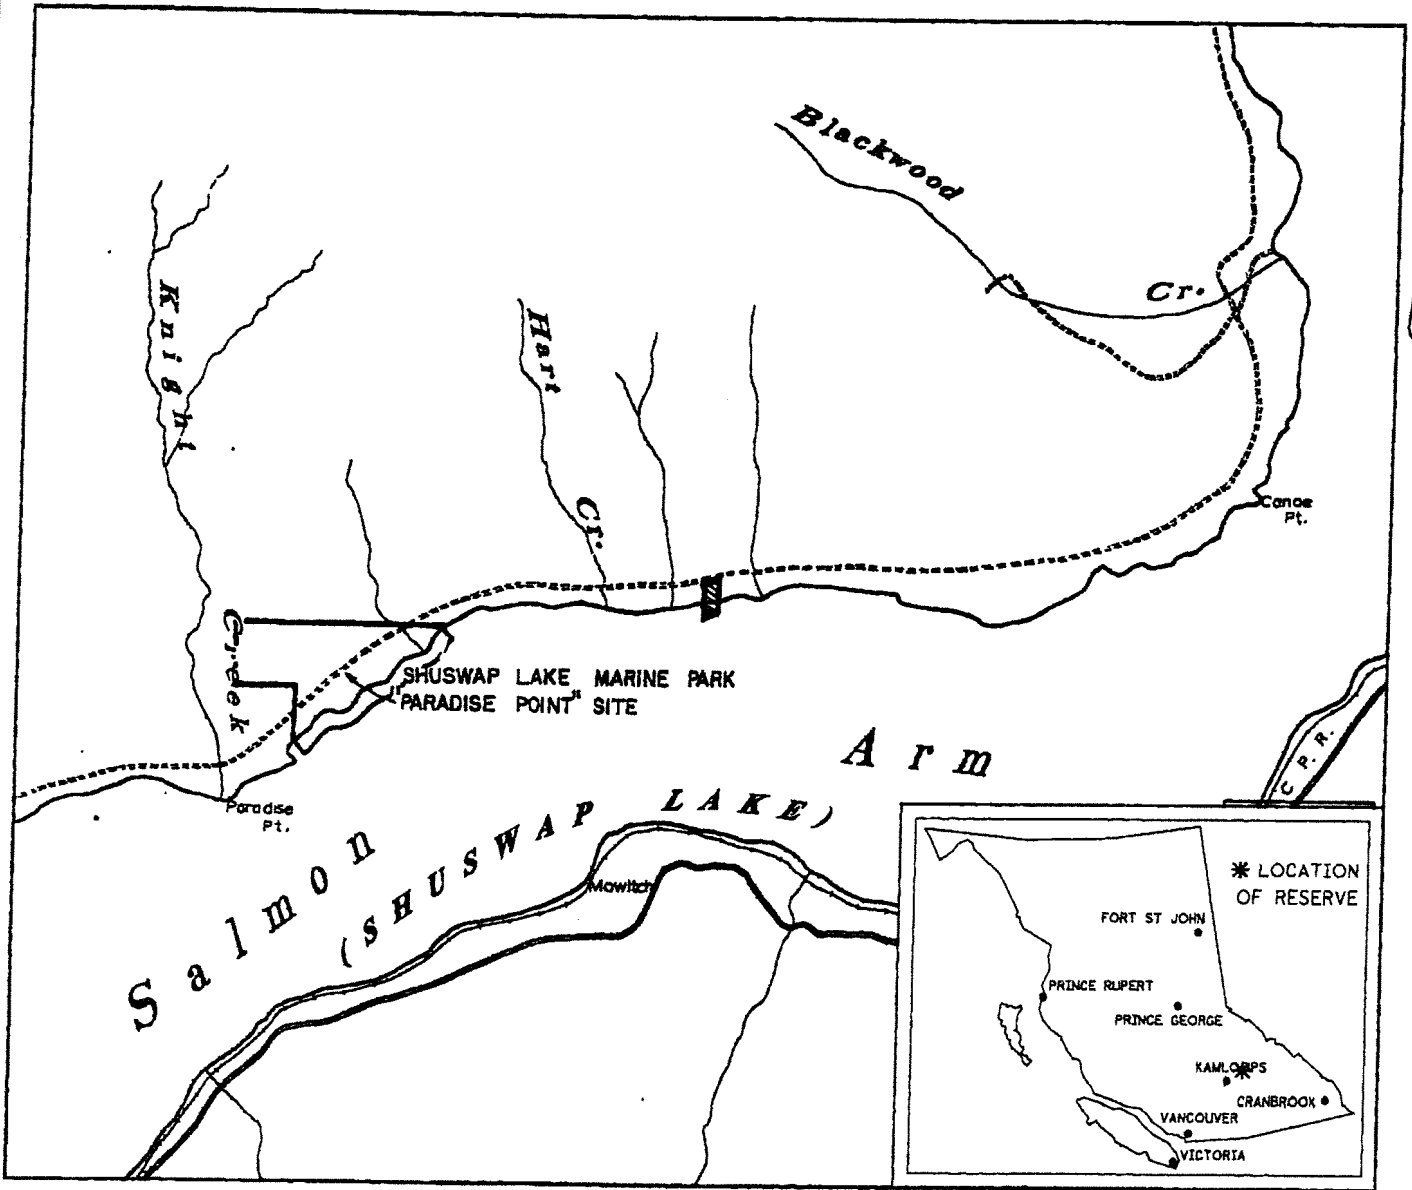 Blackwood
Cr.
Knight
Creek
Hart
Cr.
Canoe
Pt.
SHUSWAP LAKE MARINE PARK
"PARADISE POINT" SITE
Paradise
Pt.
Salmon Arm
(SHUSWAP LAKE)
C. P. R.
Mowitch
* LOCATION
OF RESERVE
FORT ST JOHN
PRINCE RUPERT
PRINCE GEORGE
KAMLOOPS
CRANBROOK
VANCOUVER
VICTORIA